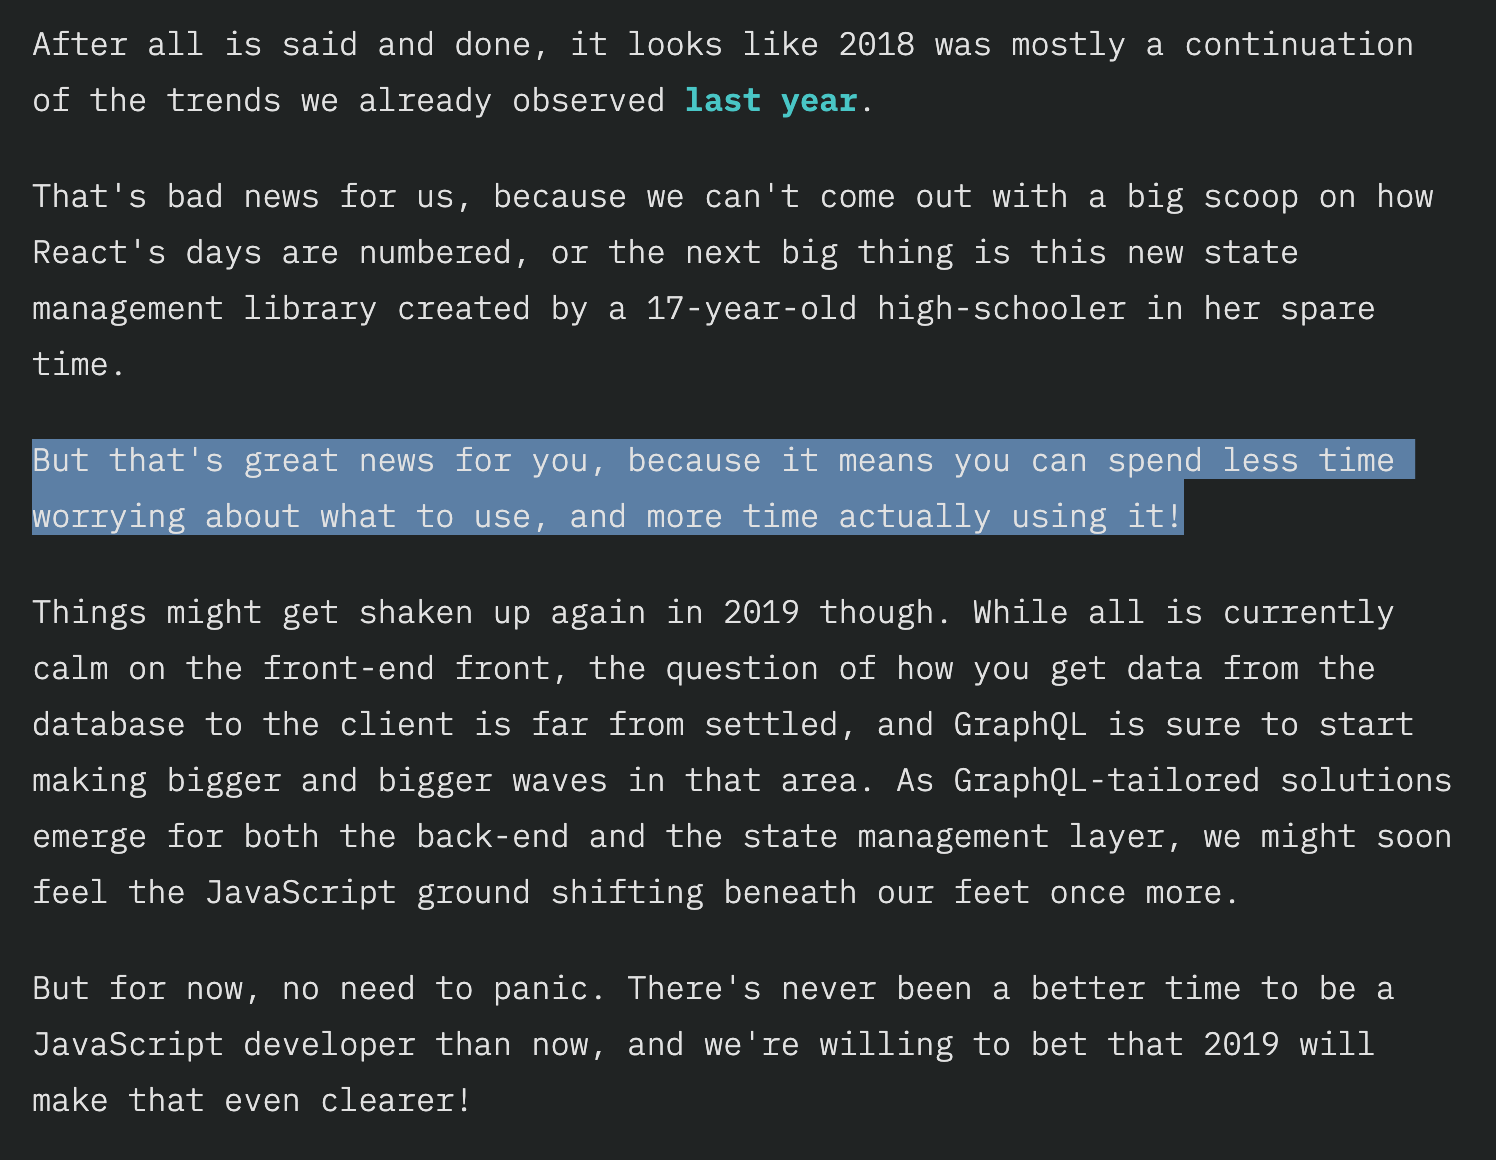 After all is said and done, it looks like 2018 was mostly a continuation
of the trends we already observed last year.
That's bad news for us, because we can't come out with a big scoop on how
React's days are numbered, or the next big thing is this new state
management library created by a 17-year-old high-schooler in her spare
time.
But that's great news for you, because it means you can spend less time
worrying about what to use, and more time actually using it!
Things might get shaken up again in 2019 though. While all is currently
calm on the front-end front, the question of how you get data from the
database to the client is far from settled, and GraphQL is sure to start
making bigger and bigger waves in that area. As GraphQL-tailored solutions
emerge for both the back-end and the state management layer, we might soon
feel the JavaScript ground shifting beneath our feet once more.
But for now, no need to panic. There's never been a better time to be a
JavaScript developer than now, and we're willing to bet that 2019 will
make that even clearer!